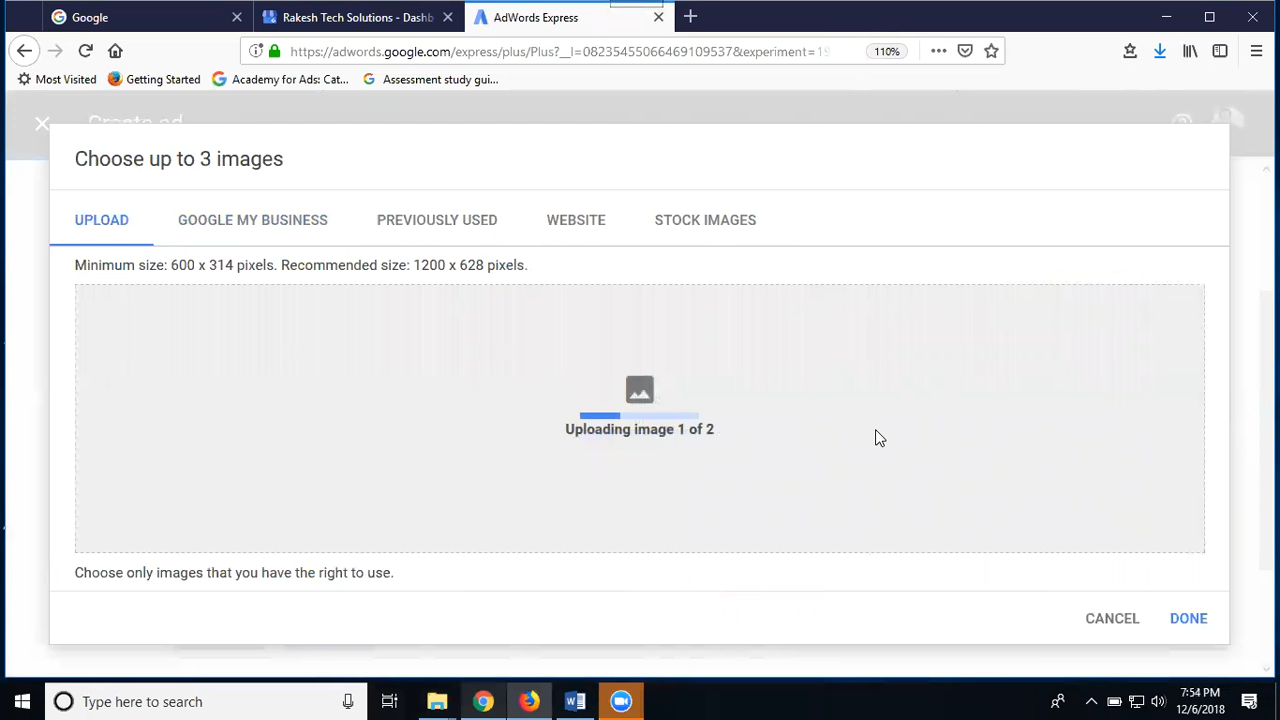 Google
Rakesh Tech Solutions - Dashb
AdWords Express
https://adwords.google.com/express/plus/Plus?__l=08235455066469109537&experiment=19
110%
Most Visited
Getting Started
Academy for Ads: Cat...
Assessment study gui...
Create ad
Choose up to 3 images
UPLOAD
GOOGLE MY BUSINESS
PREVIOUSLY USED
WEBSITE
STOCK IMAGES
Minimum size: 600 x 314 pixels. Recommended size: 1200 x 628 pixels.
Uploading image 1 of 2
Choose only images that you have the right to use.
CANCEL
DONE
Type here to search
7:54 PM
12/6/2018